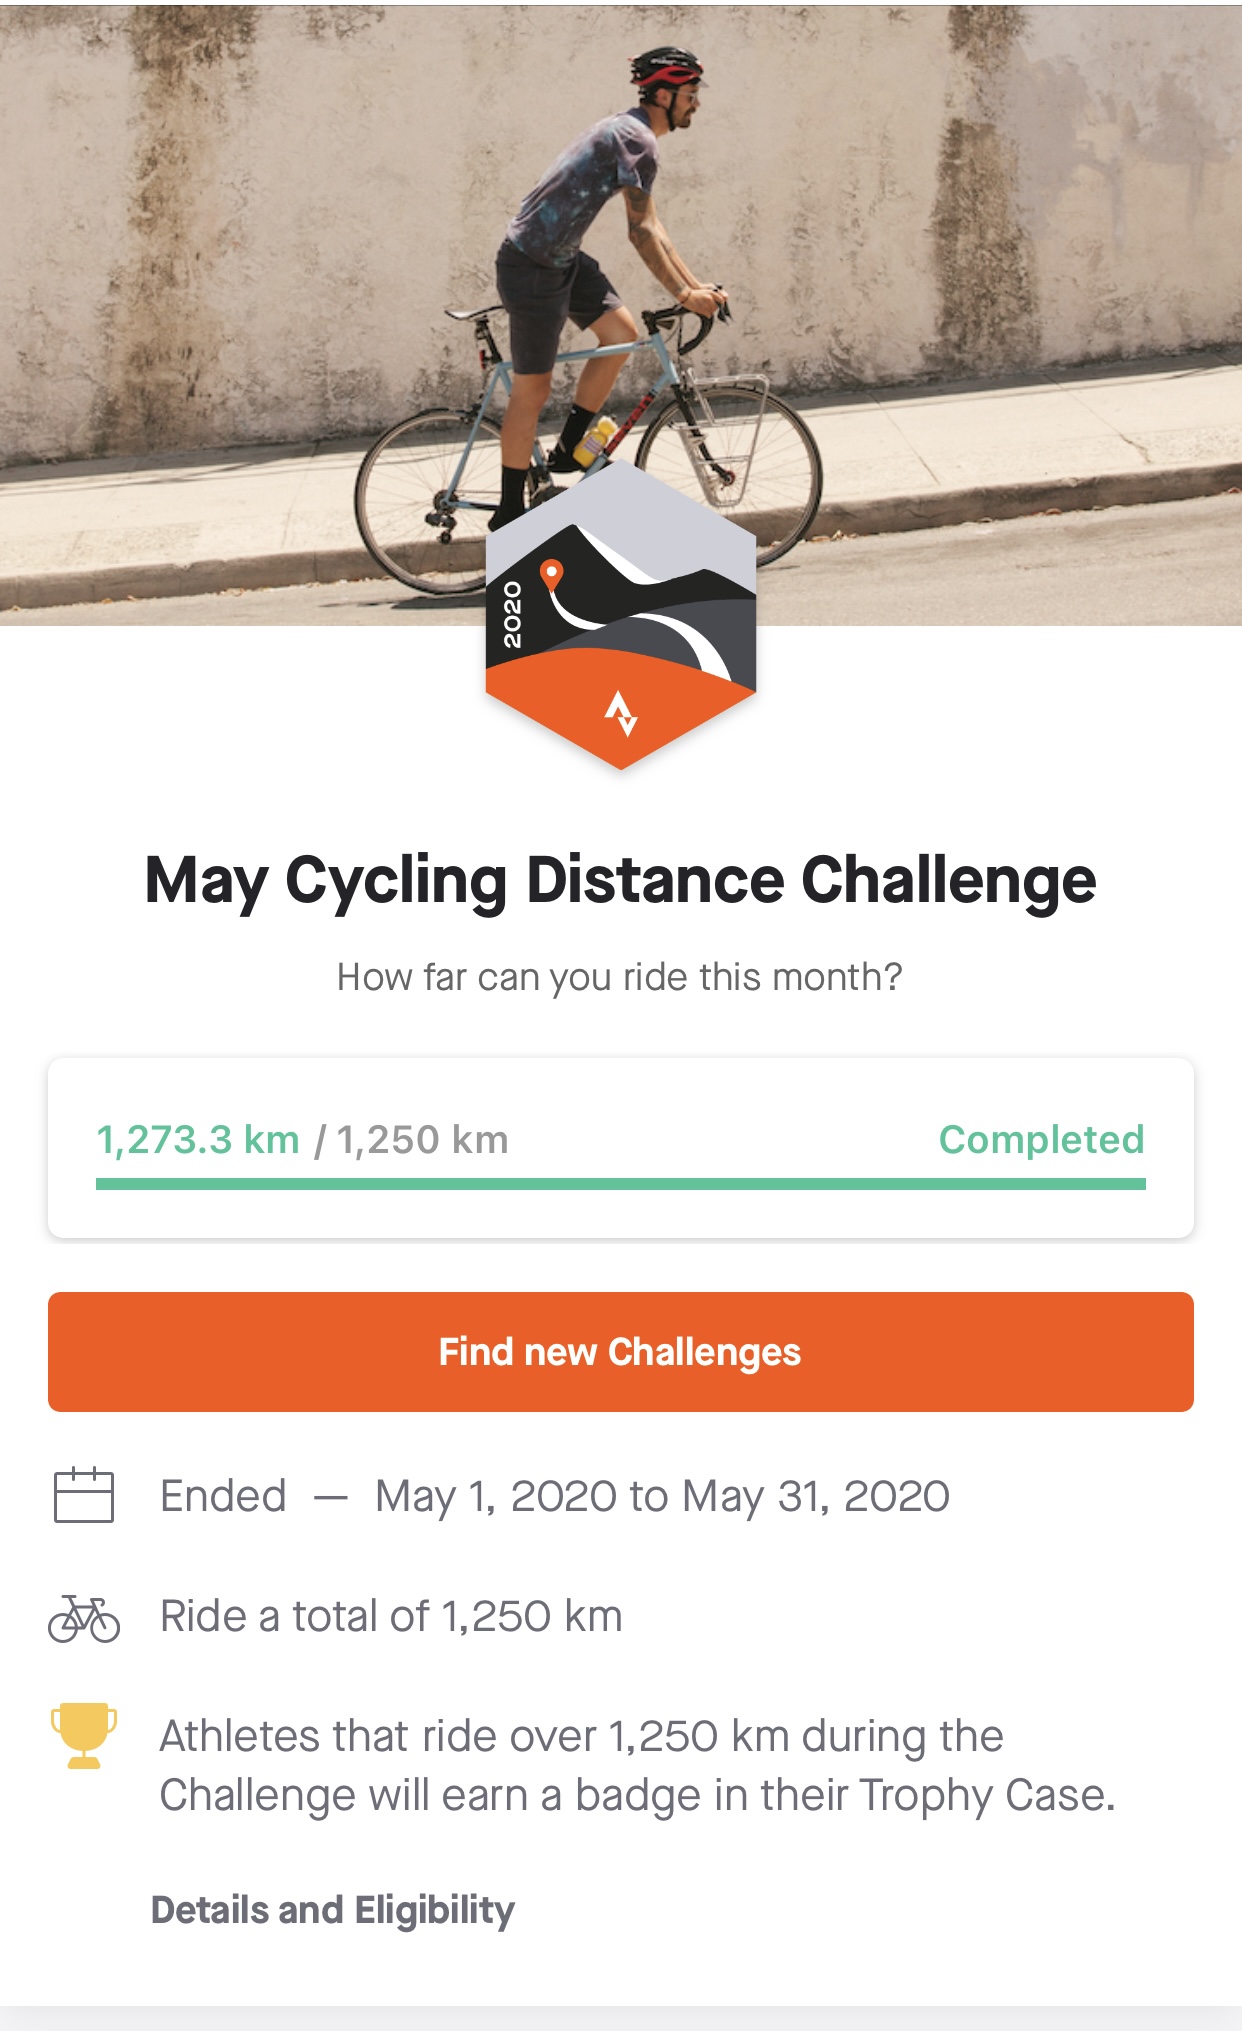 2020
May Cycling Distance Challenge
How far can you ride this month?
1,273.3 km / 1,250 km Completed
Find new Challenges
Ended — May 1, 2020 to May 31, 2020
Ride a total of 1,250 km
Athletes that ride over 1,250 km during the
Challenge will earn a badge in their Trophy Case.
Details and Eligibility